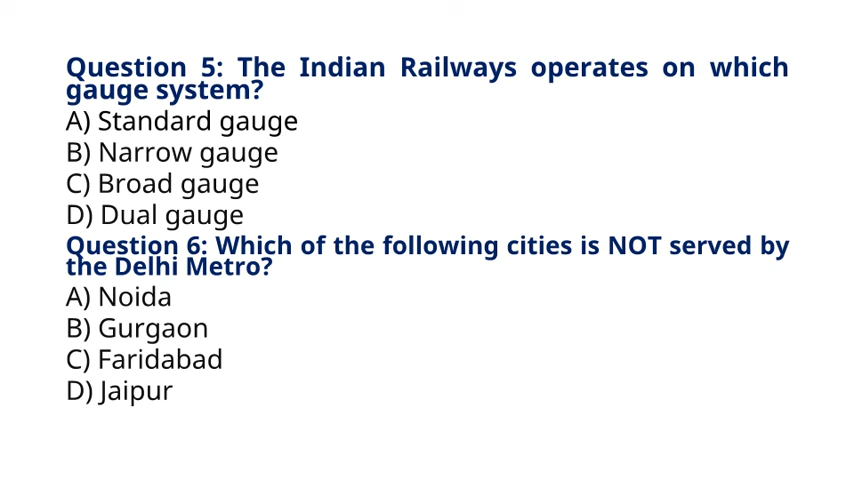 Question 5: The Indian Railways operates on which
gauge system?
A) Standard gauge
B) Narrow gauge
C) Broad gauge
D) Dual gauge
Question 6: Which of the following cities is NOT served by
the Delhi Metro?
A) Noida
B) Gurgaon
C) Faridabad
D) Jaipur